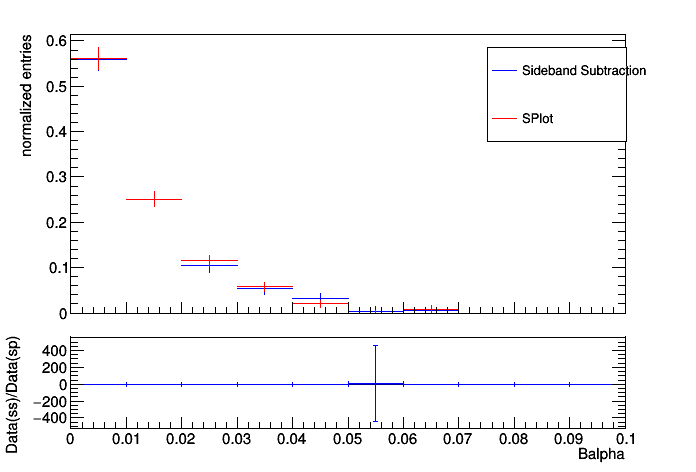 normalized entries
0.6
0.5
0.4
0.3
0.2
0.1
0
Sideband Subtraction
SPlot
Data(ss)/Data(sp)
400
200
0
−200
−400
0 0.01 0.02 0.03 0.04 0.05 0.06 0.07 0.08 0.09 0.1
Balpha